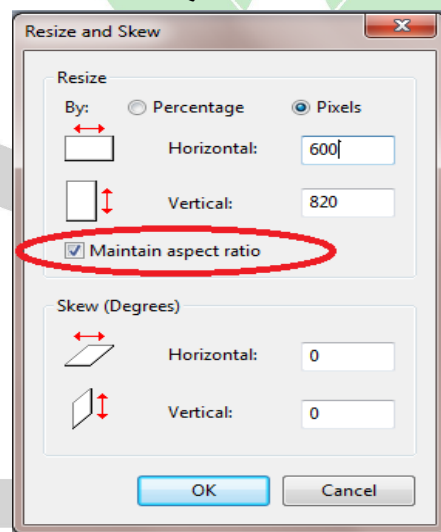 Resize and Skew
Resize
By: Percentage Pixels
Horizontal: 600
Vertical: 820
Maintain aspect ratio
Skew (Degrees)
Horizontal: 0
Vertical: 0
OK Cancel